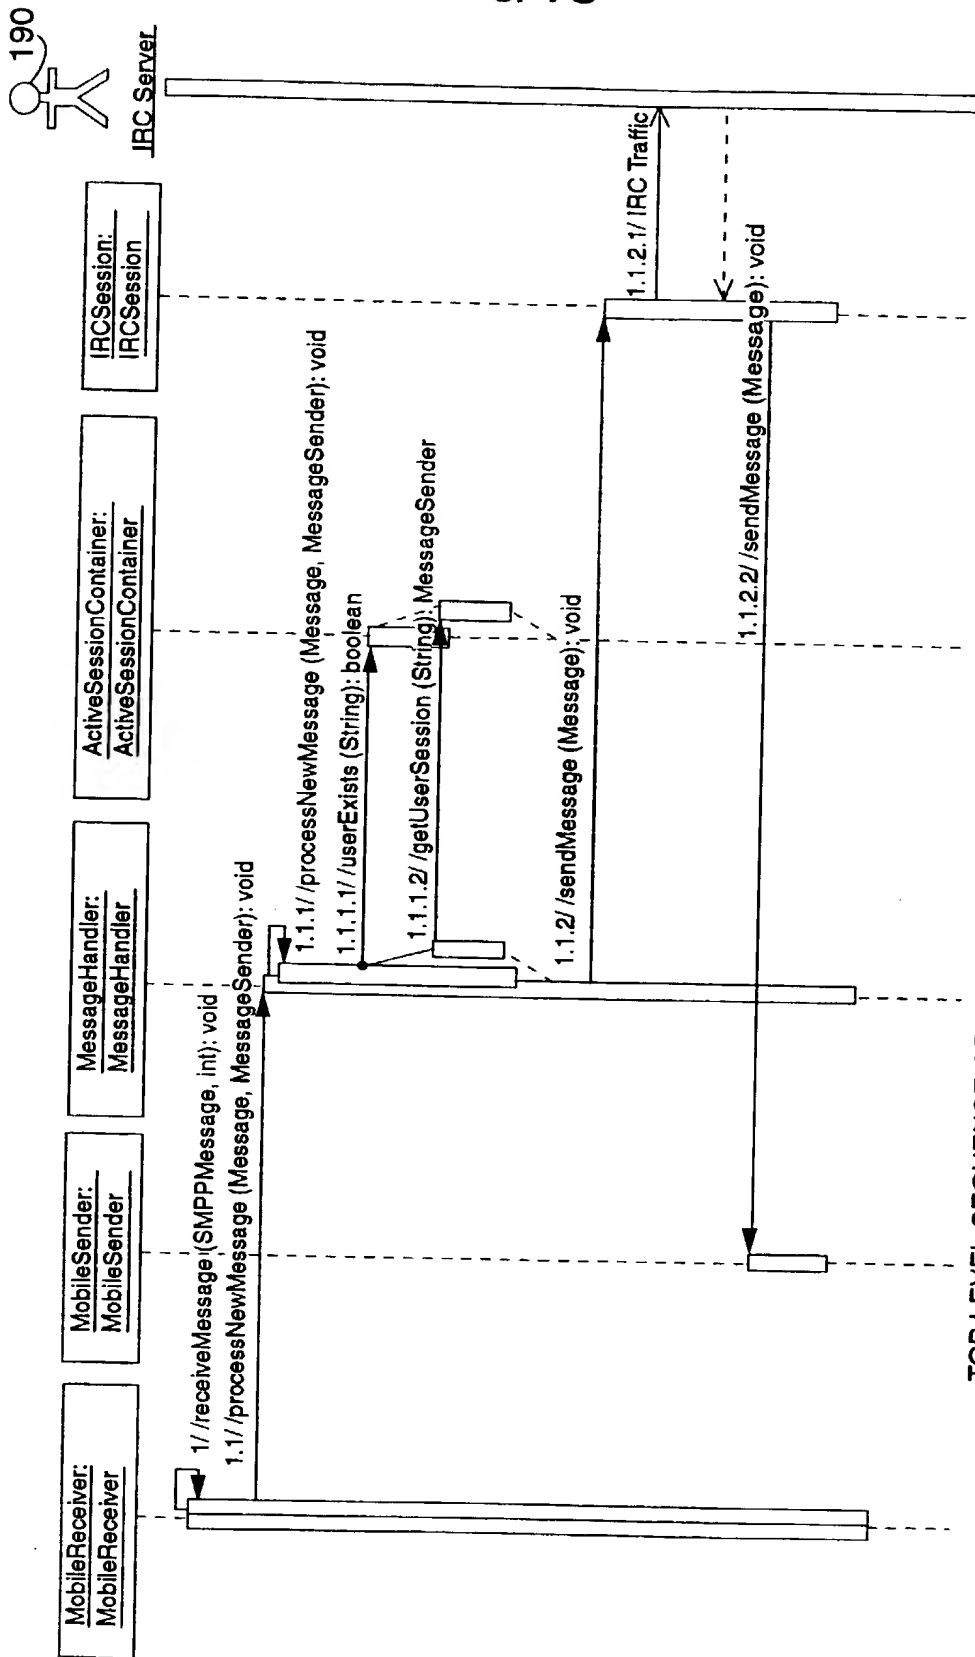 190
IRC Server
MobileReceiver:
MobileReceiver
MobileSender:
MobileSender
MessageHandler:
MessageHandler
ActiveSessionContainer:
ActiveSessionContainer
IRCSession:
IRCSession
1//receiveMessage (SMPPMessage, int): void
1.1//processNewMessage (Message, MessageSender): void
1.1.1//processNewMessage (Message, MessageSender): void
1.1.1.1//userExists (String): boolean
1.1.1.2//getUserSession (String): MessageSender
1.1.2//sendMessage (Message): void
1.1.2.1/IRC Traffic
1.1.2.2//sendMessage (Message): void
TOP LEVEL SEQUENCE